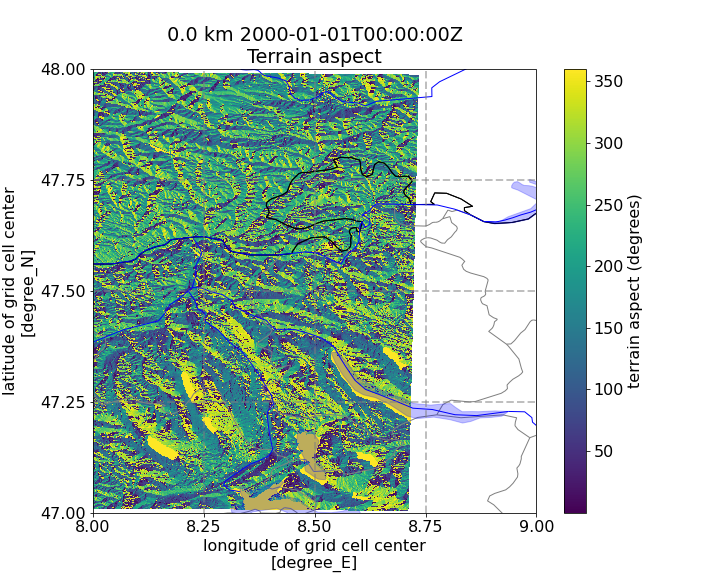 0.0 km 2000-01-01T00:00:00Z
Terrain aspect
48.00
47.75
47.50
47.25
47.00
8.00
8.25
8.50
8.75
9.00
latitude of grid cell center
[degree_N]
longitude of grid cell center
[degree_E]
350
300
250
200
150
100
50
terrain aspect (degrees)